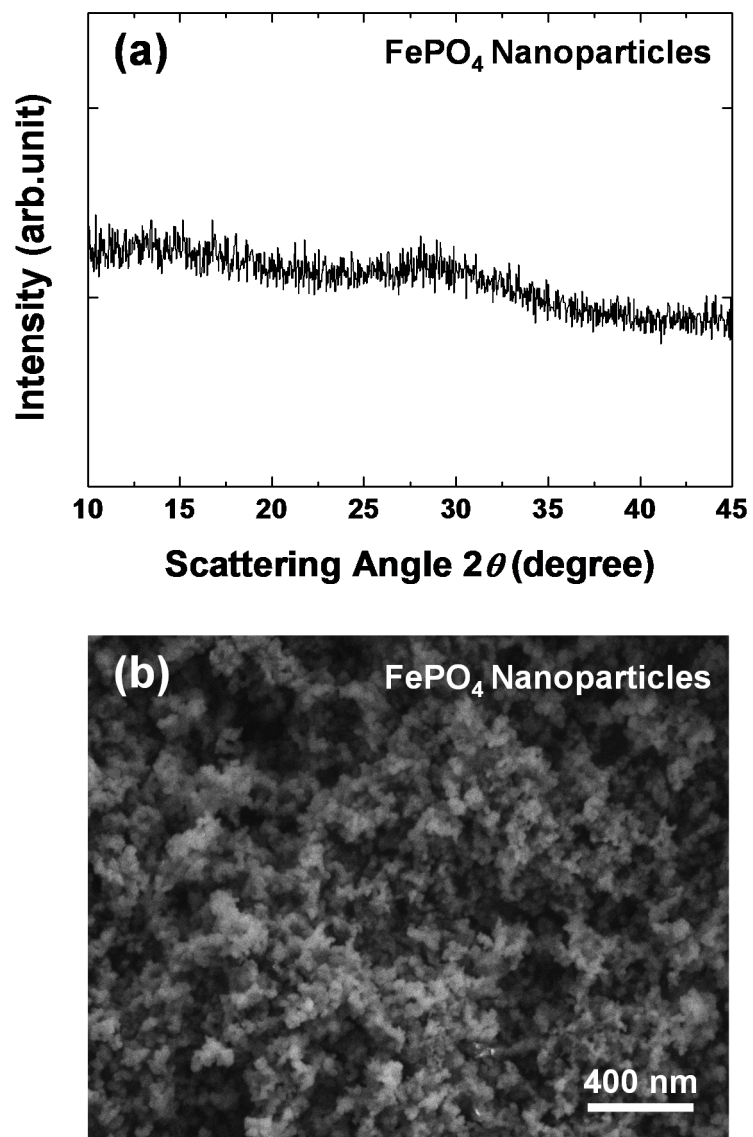 (a)
FePO₄ Nanoparticles
Intensity (arb.unit)
10 15 20 25 30 35 40 45
Scattering Angle 2θ (degree)
(b)
FePO₄ Nanoparticles
400 nm